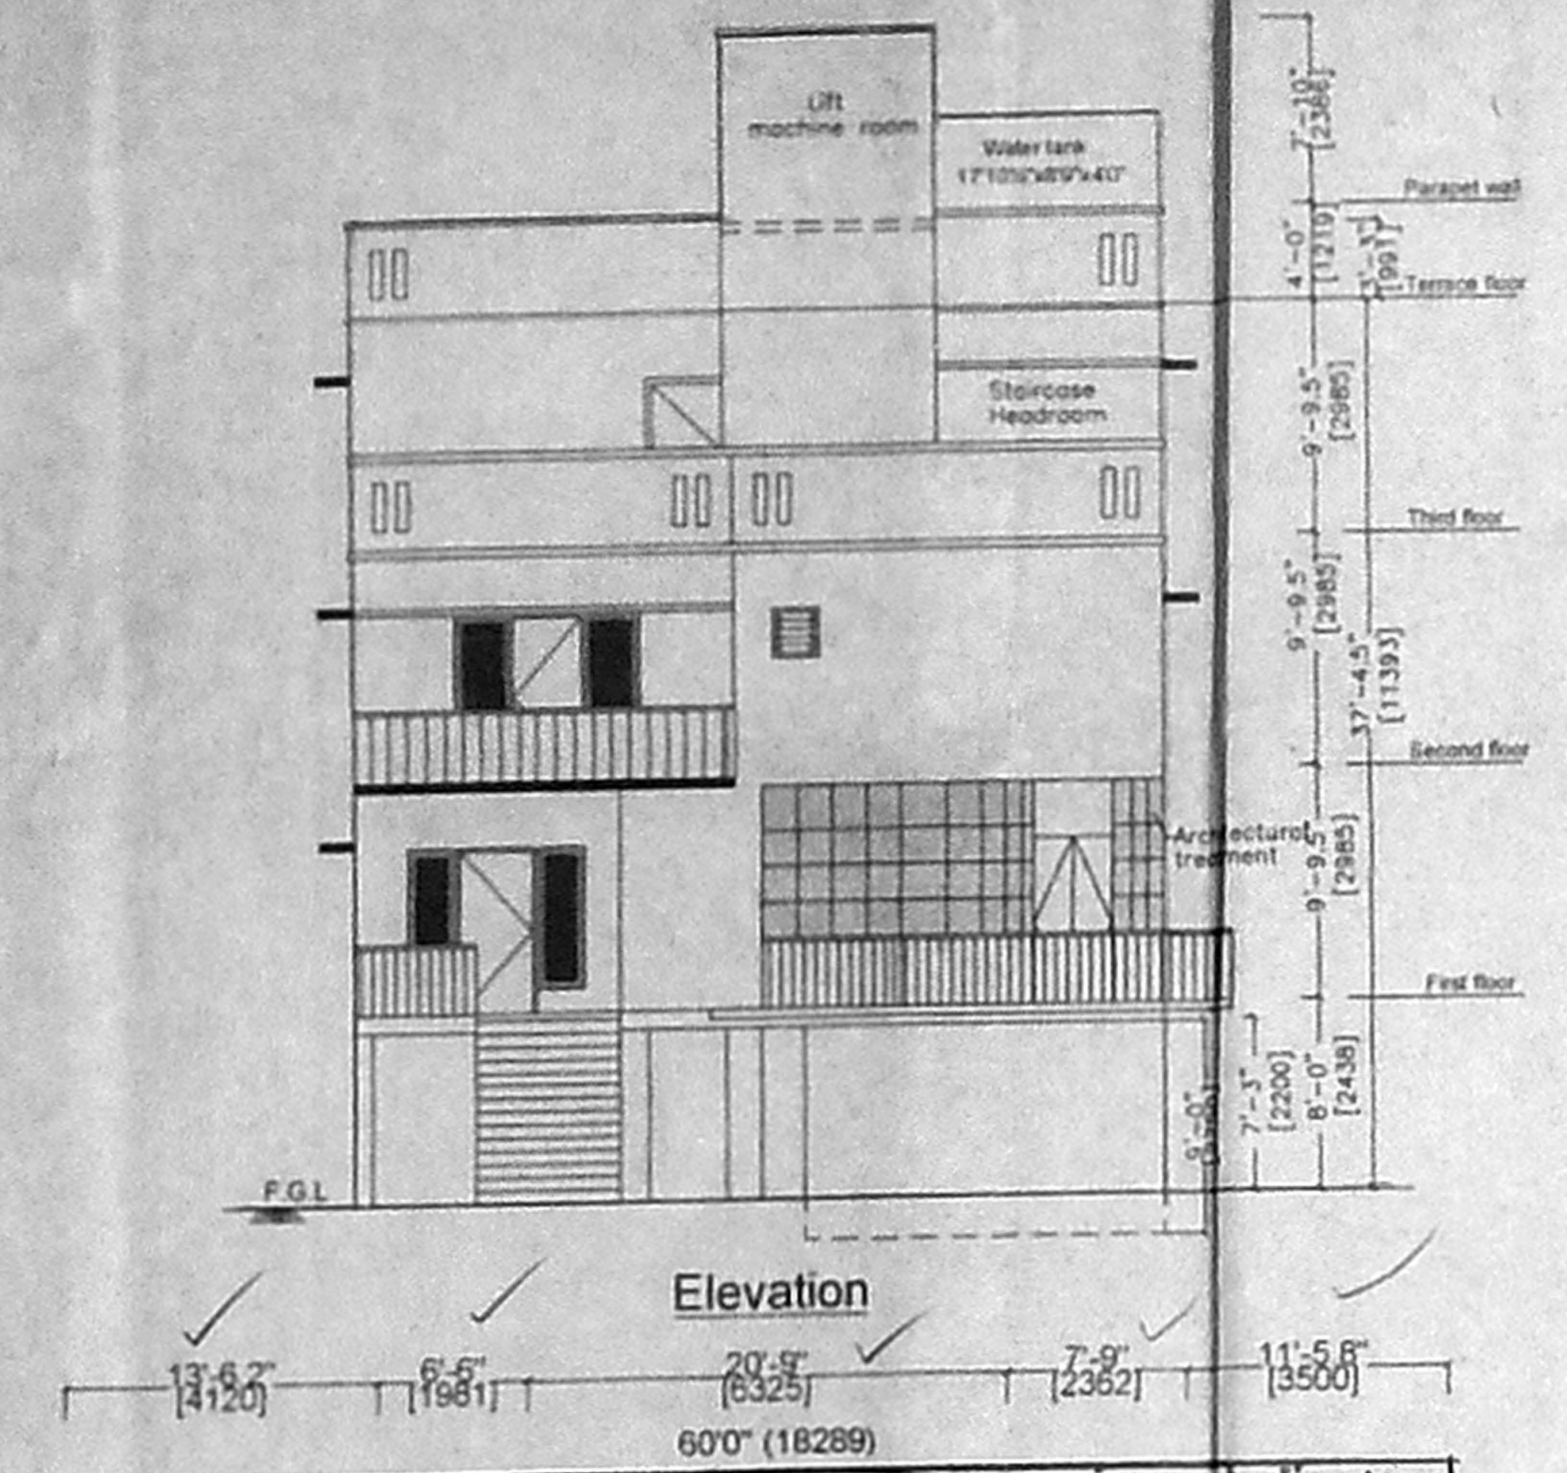 Lift
machine room
Water tank
Parapet wall
Terrace floor
Staircase
Headroom
Third floor
Second floor
Architectural
treatment
First floor
F.G.L
7'-10"
[2388]
4'-0"
[1219]
3'-3"
[991]
9'-9.5"
[2985]
9'-9.5"
[2985]
37'-4.5"
[11393]
9'-9.5"
[2985]
9'-0"
7'-3"
[2200]
8'-0"
[2438]
Elevation
13'-6.2" 6'-6" 20'-9" 7'-9" 11'-5.8"
[4120] [1981] [6325] [2362] [3500]
60'0" (18289)